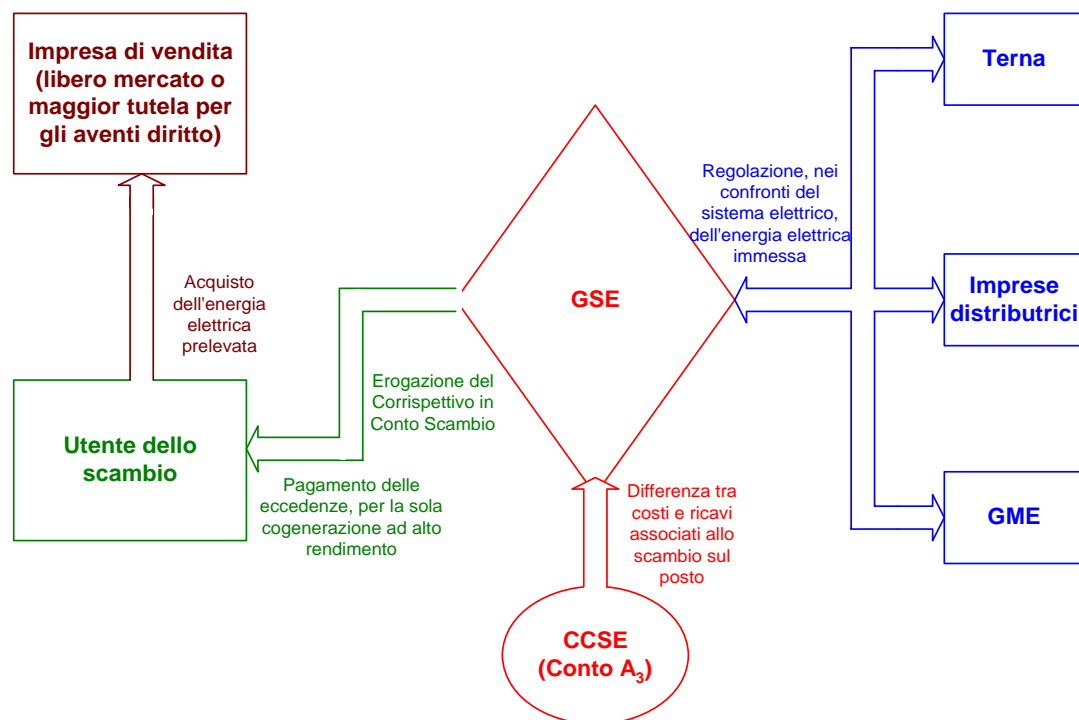 Impresa di vendita
(libero mercato o
maggior tutela per
gli aventi diritto)
Terna
Regolazione, nei
confronti del
sistema elettrico,
dell'energia elettrica
immessa
Acquisto
dell'energia
elettrica
prelevata
GSE
Imprese
distributrici
Erogazione del
Corrispettivo in
Conto Scambio
Utente dello
scambio
Pagamento delle
eccedenze, per la sola
cogenerazione ad alto
rendimento
Differenza tra
costi e ricavi
associati allo
scambio sul
posto
GME
CCSE
(Conto A3)